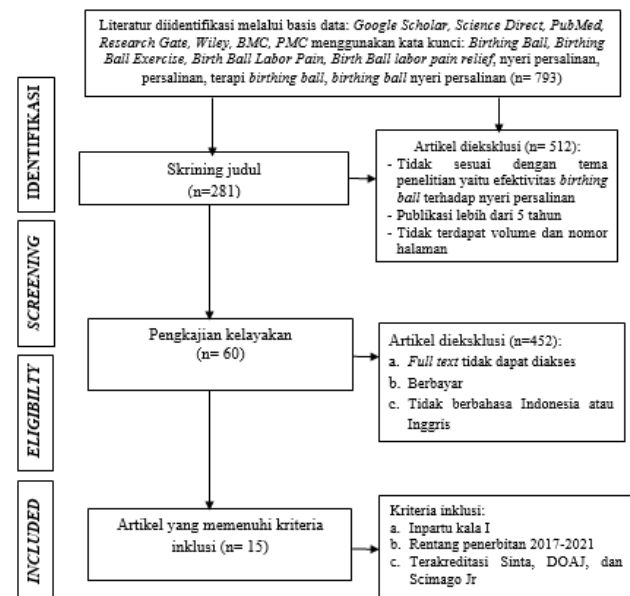 Literatur diidentifikasi melalui basis data: Google Scholar, Science Direct, PubMed,
Research Gate, Wiley, BMC, PMC menggunakan kata kunci: Birthing Ball, Birthing
Ball Exercise, Birth Ball Labor Pain, Birth Ball labor pain relief, nyeri persalinan,
persalinan, terapi birthing ball, birthing ball nyeri persalinan (n= 793)
IDENTIFIKASI
Skrining judul
(n=281)
Artikel dieksklusi (n= 512):
- Tidak sesuai dengan tema
penelitian yaitu efektivitas birthing
ball terhadap nyeri persalinan
- Publikasi lebih dari 5 tahun
- Tidak terdapat volume dan nomor
halaman
SCREENING
Pengkajian kelayakan
(n= 60)
Artikel dieksklusi (n=452):
a. Full text tidak dapat diakses
b. Berbayar
c. Tidak berbahasa Indonesia atau
Inggris
ELIGIBILTY
INCLUDED
Artikel yang memenuhi kriteria
inklusi (n= 15)
Kriteria inklusi:
a. Inpartu kala I
b. Rentang penerbitan 2017-2021
c. Terakreditasi Sinta, DOAJ, dan
Scimago Jr